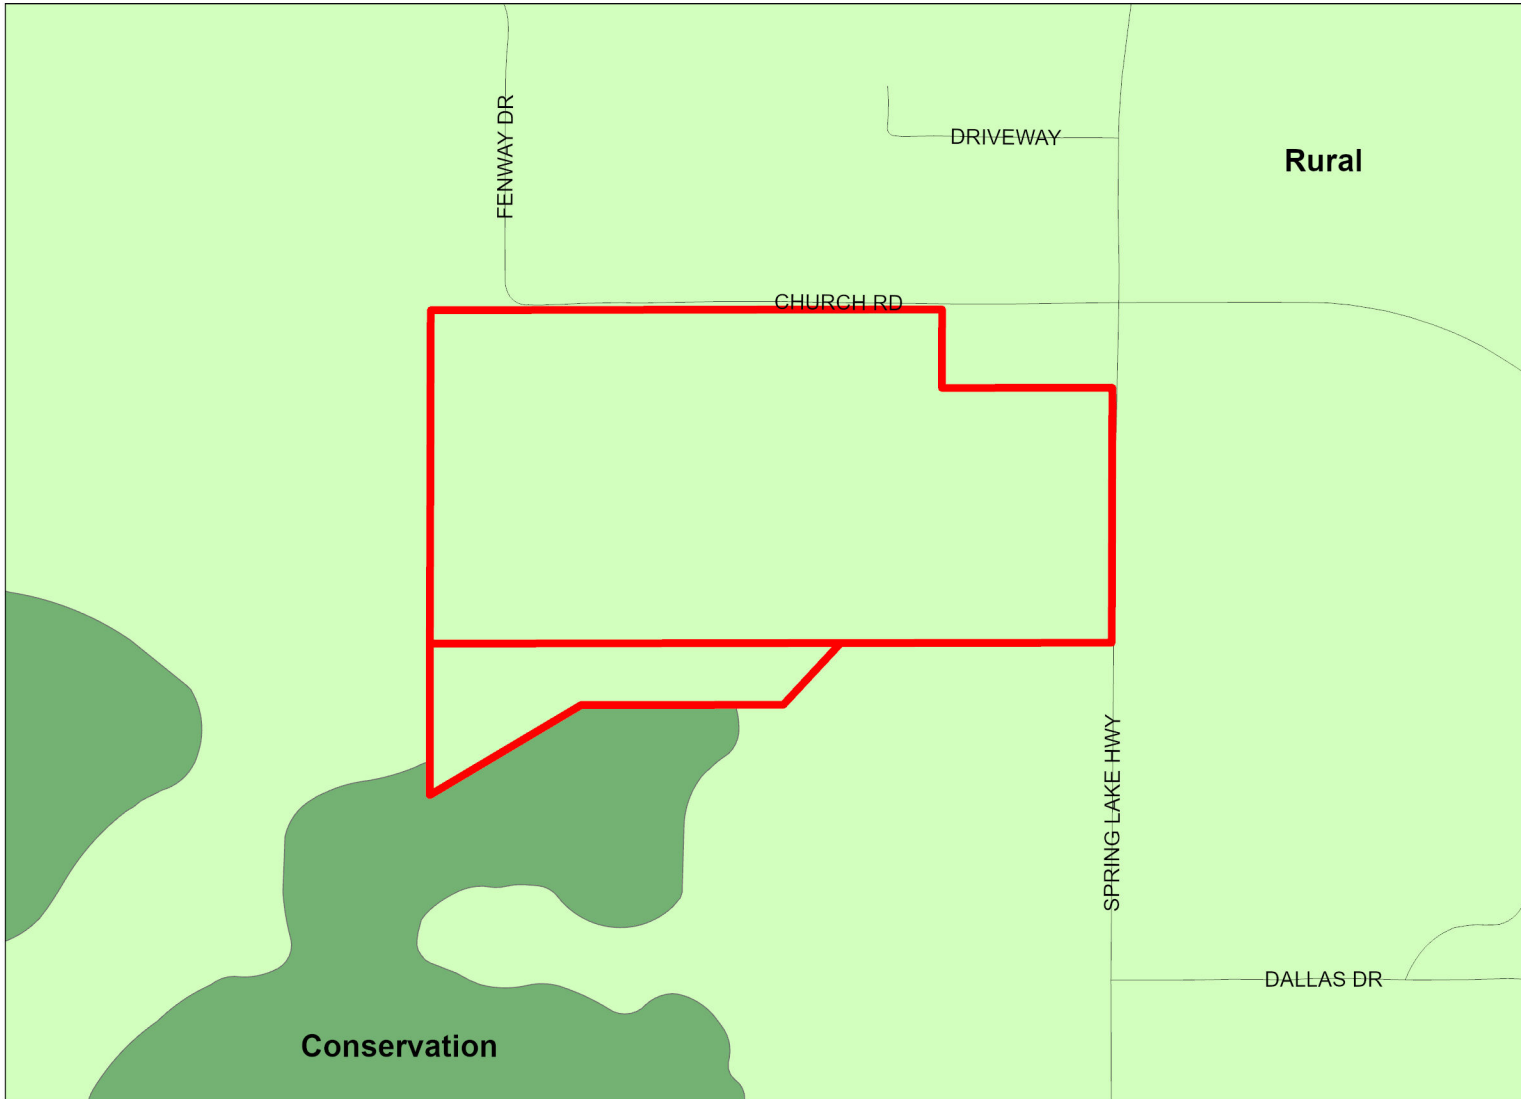 FENWAY DR
DRIVEWAY
Rural
CHURCH RD
SPRING LAKE HWY
DALLAS DR
Conservation